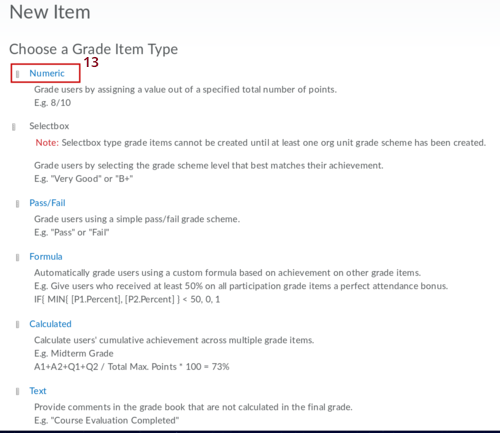 New Item
Choose a Grade Item Type
13
Numeric
Grade users by assigning a value out of a specified total number of points.
E.g. 8/10
Selectbox
Note: Selectbox type grade items cannot be created until at least one org unit grade scheme has been created.
Grade users by selecting the grade scheme level that best matches their achievement.
E.g. "Very Good" or "B+"
Pass/Fail
Grade users using a simple pass/fail grade scheme.
E.g. "Pass" or "Fail"
Formula
Automatically grade users using a custom formula based on achievement on other grade items.
E.g. Give users who received at least 50% on all participation grade items a perfect attendance bonus.
IF{ MIN{ [P1.Percent], [P2.Percent] } < 50, 0, 1
Calculated
Calculate users' cumulative achievement across multiple grade items.
E.g. Midterm Grade
A1+A2+Q1+Q2 / Total Max. Points * 100 = 73%
Text
Provide comments in the grade book that are not calculated in the final grade.
E.g. "Course Evaluation Completed"